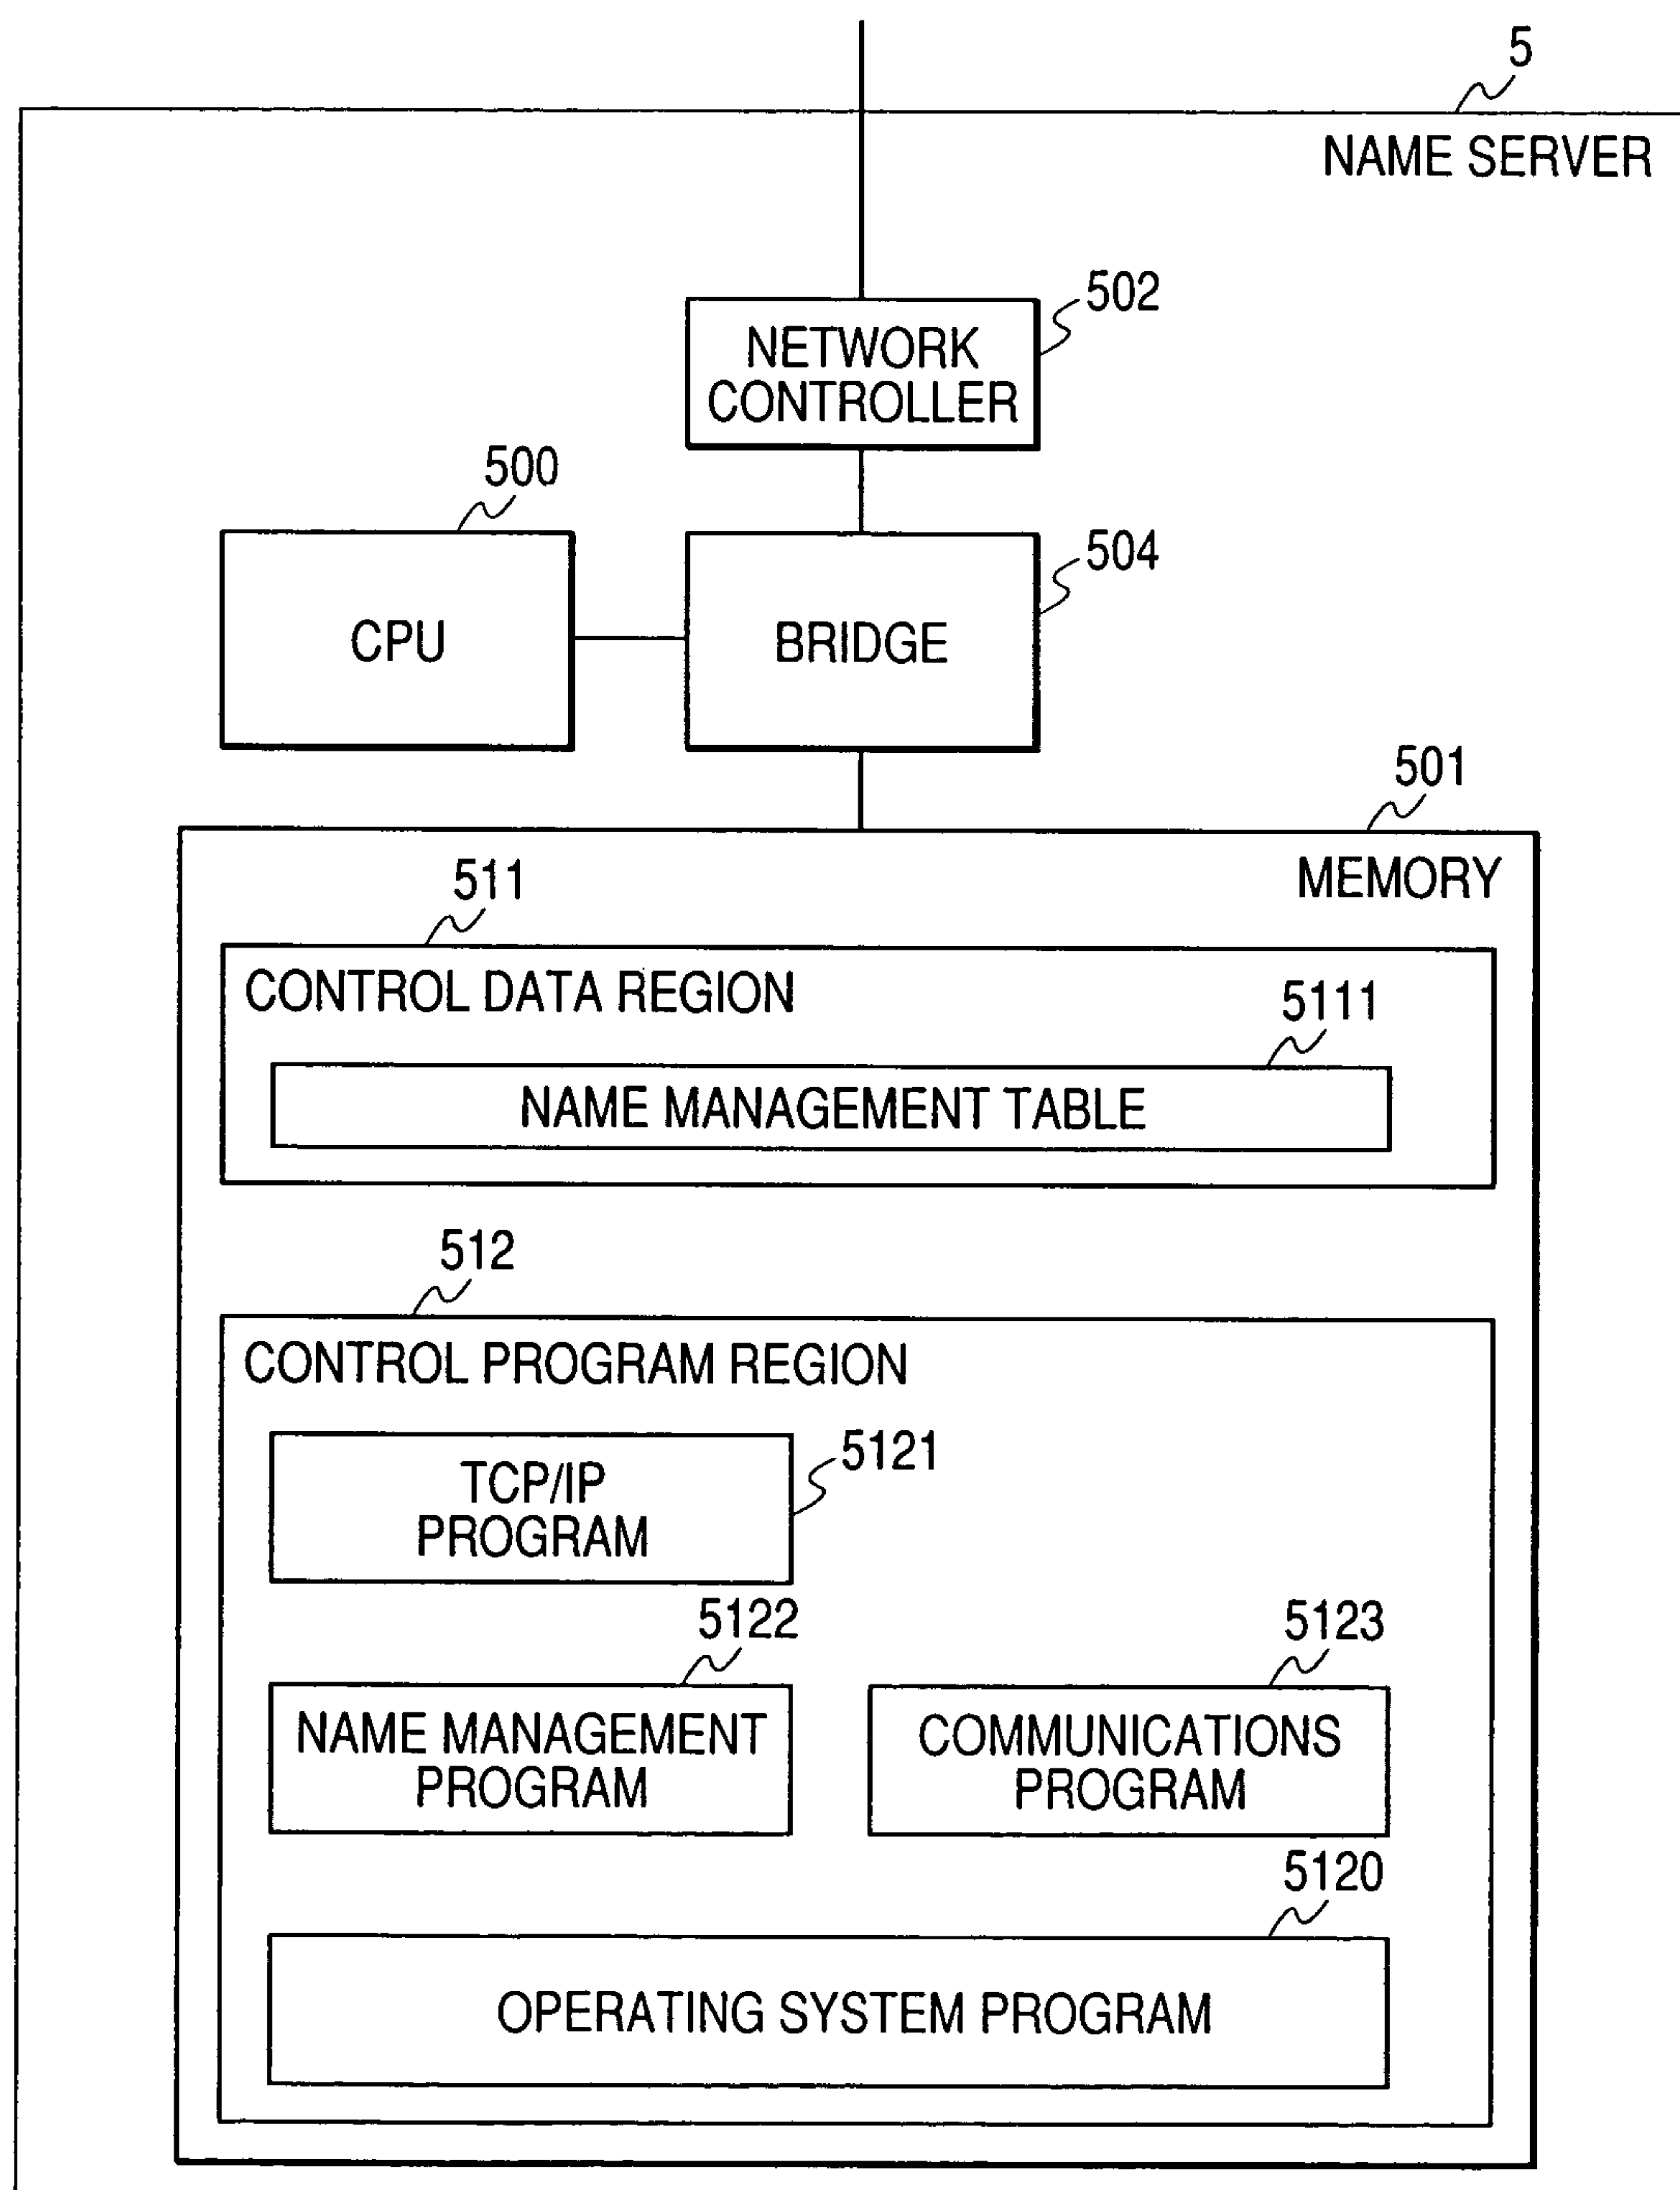 5
NAME SERVER
502
NETWORK
CONTROLLER
500
CPU
504
BRIDGE
501
MEMORY
511
CONTROL DATA REGION
5111
NAME MANAGEMENT TABLE
512
CONTROL PROGRAM REGION
TCP/IP
PROGRAM
5121
5122
NAME MANAGEMENT
PROGRAM
5123
COMMUNICATIONS
PROGRAM
5120
OPERATING SYSTEM PROGRAM